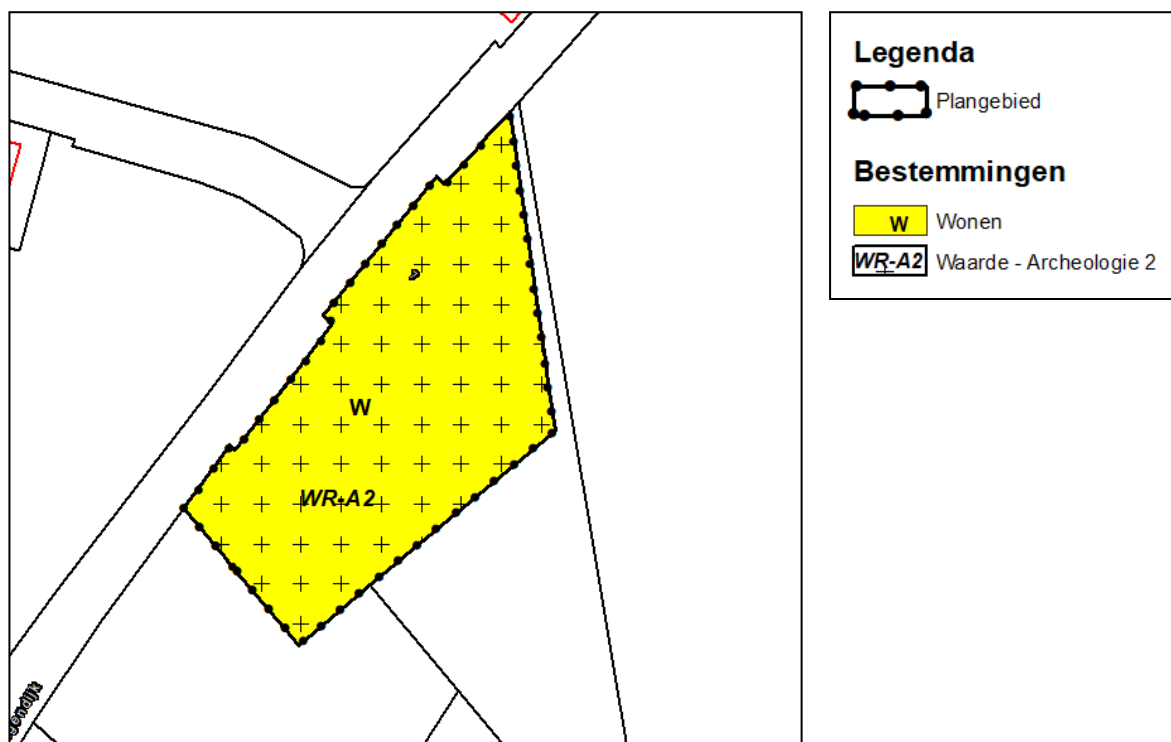 W
WR-A2
Legenda
Plangebied
Bestemmingen
W Wonen
WR-A2 Waarde - Archeologie 2